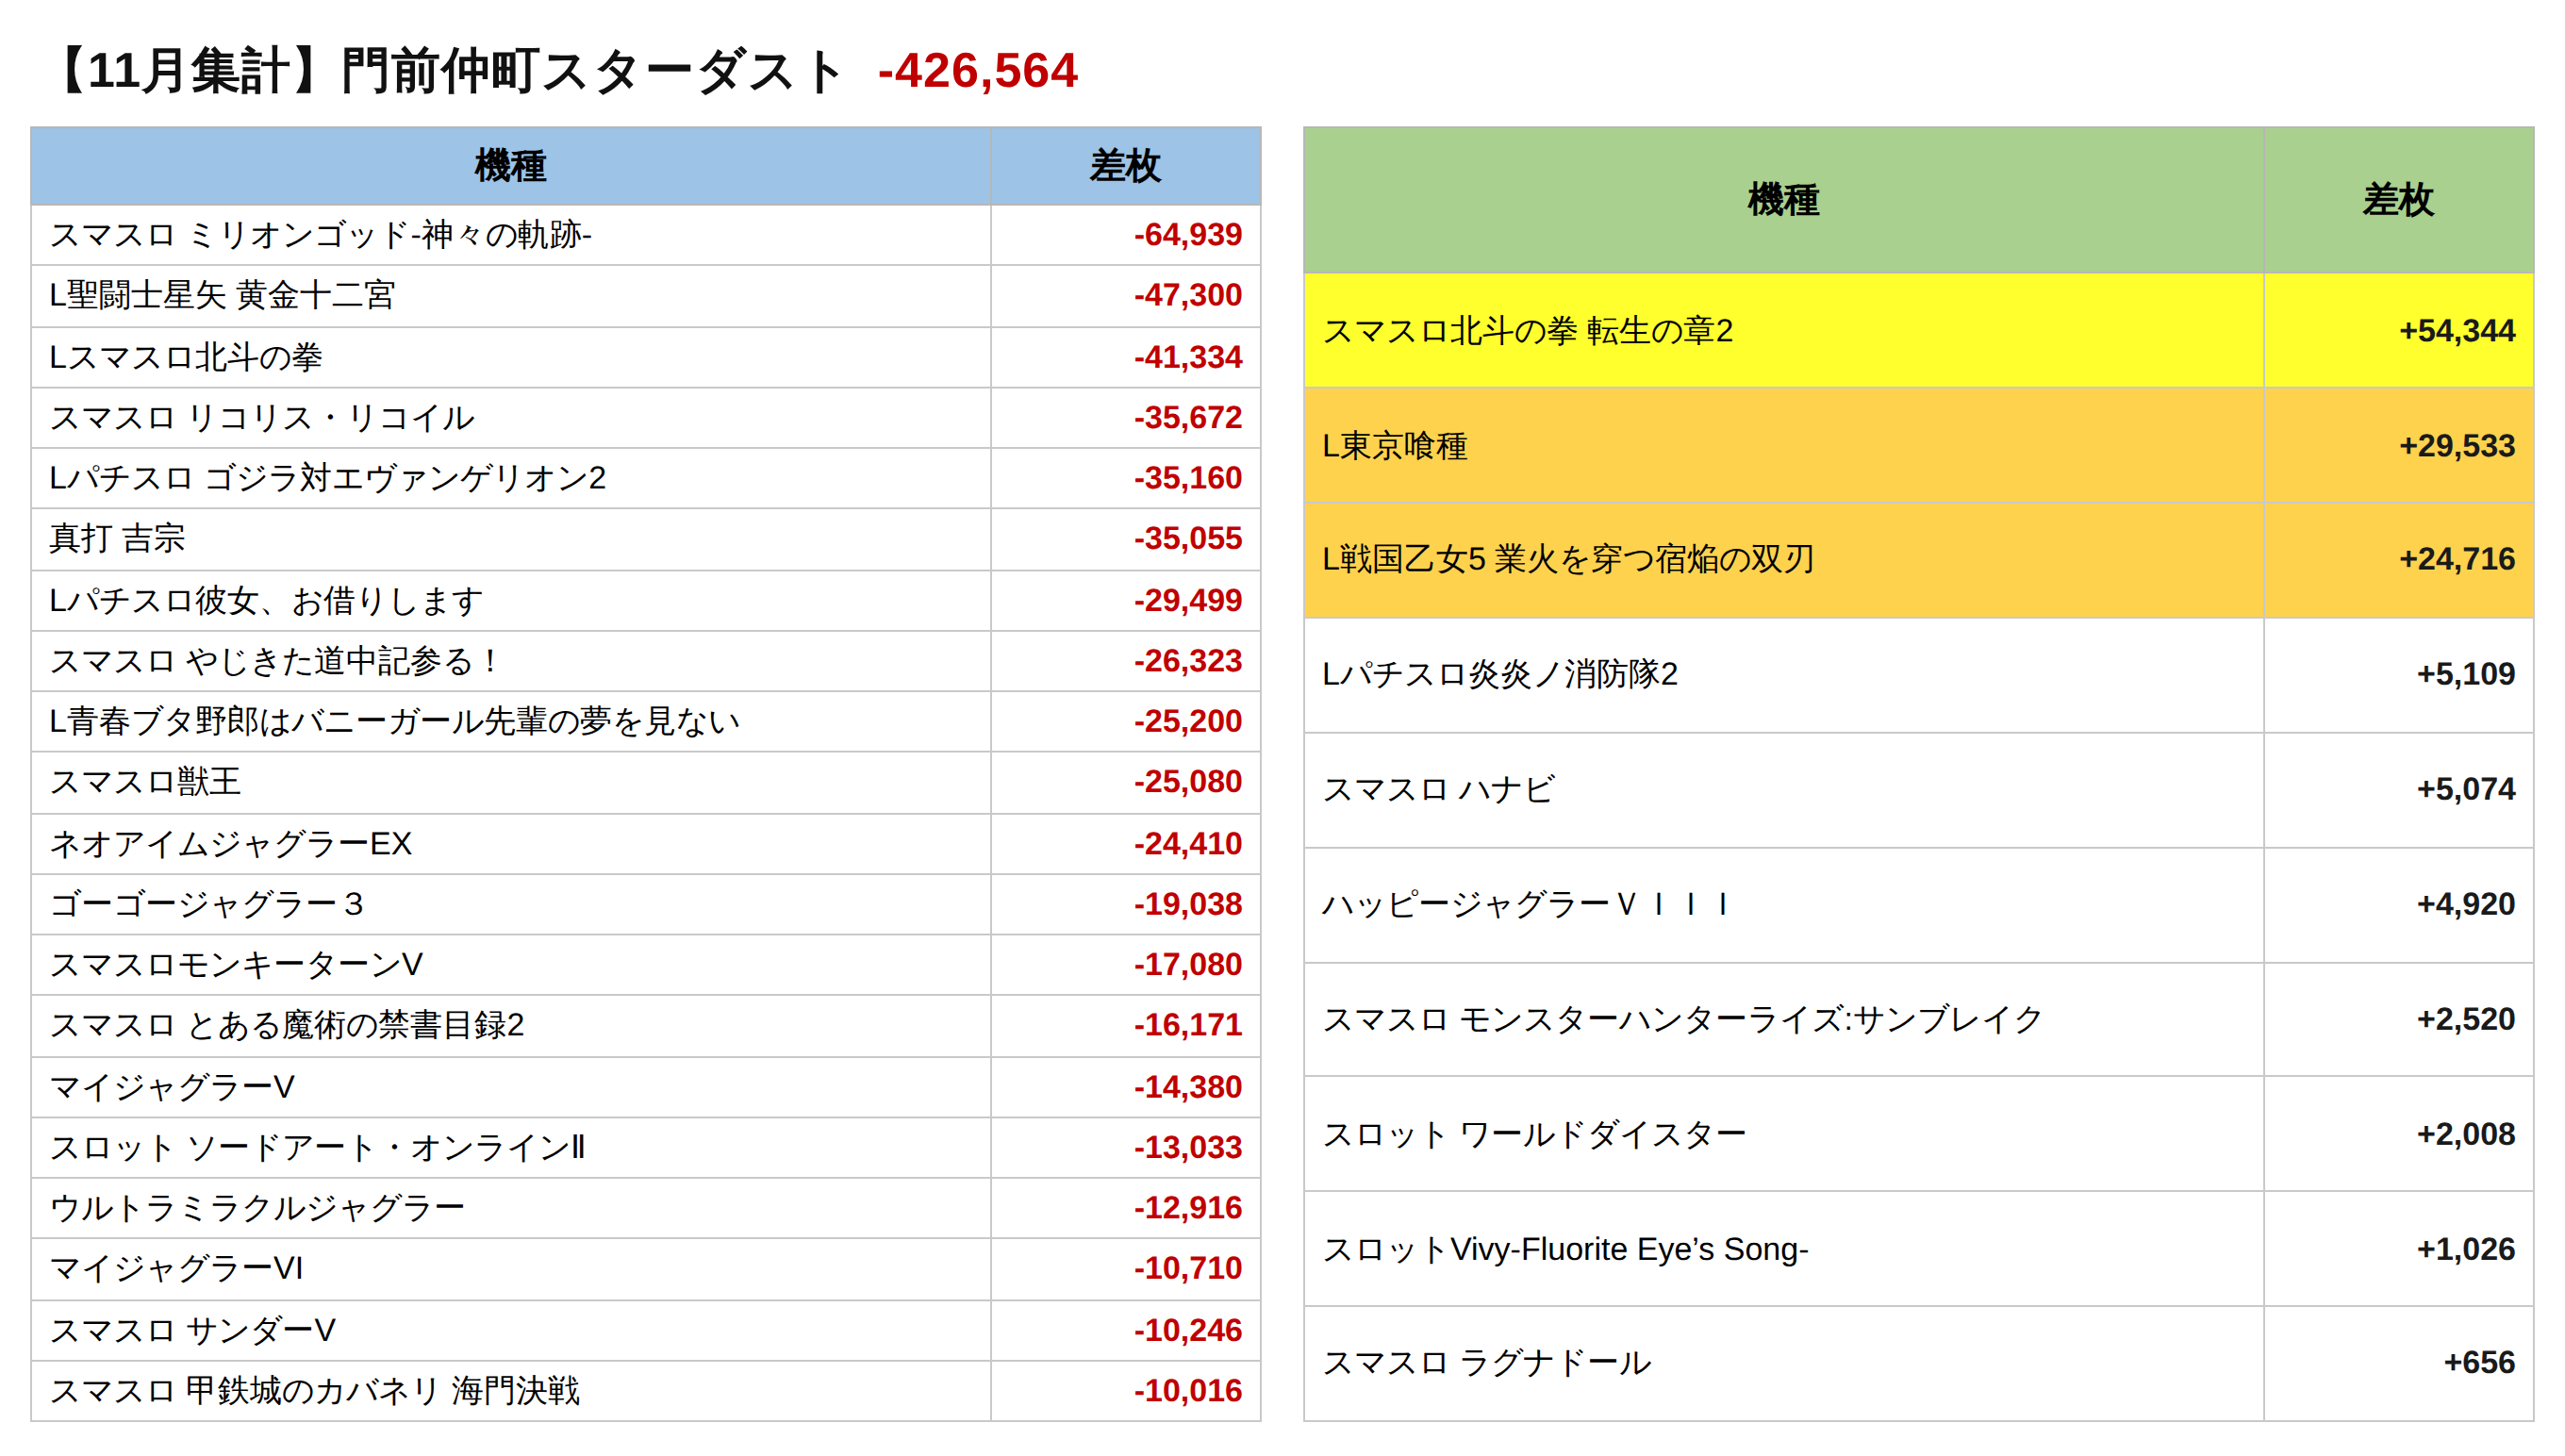 【11月集計】門前仲町スターダスト -426,564
機種 差枚
スマスロ ミリオンゴッド-神々の軌跡- -64,939
L聖闘士星矢 黄金十二宮 -47,300
Lスマスロ北斗の拳 -41,334
スマスロ リコリス・リコイル -35,672
Lパチスロ ゴジラ対エヴァンゲリオン2 -35,160
真打 吉宗 -35,055
Lパチスロ彼女、お借りします -29,499
スマスロ やじきた道中記参る！ -26,323
L青春ブタ野郎はバニーガール先輩の夢を見ない -25,200
スマスロ獣王 -25,080
ネオアイムジャグラーEX -24,410
ゴーゴージャグラー３ -19,038
スマスロモンキーターンV -17,080
スマスロ とある魔術の禁書目録2 -16,171
マイジャグラーV -14,380
スロット ソードアート・オンラインⅡ -13,033
ウルトラミラクルジャグラー -12,916
マイジャグラーVI -10,710
スマスロ サンダーV -10,246
スマスロ 甲鉄城のカバネリ 海門決戦 -10,016
機種 差枚
スマスロ北斗の拳 転生の章2 +54,344
L東京喰種 +29,533
L戦国乙女5 業火を穿つ宿焔の双刃 +24,716
Lパチスロ炎炎ノ消防隊2 +5,109
スマスロ ハナビ +5,074
ハッピージャグラーＶＩＩＩ +4,920
スマスロ モンスターハンターライズ:サンブレイク +2,520
スロット ワールドダイスター +2,008
スロットVivy-Fluorite Eye’s Song- +1,026
スマスロ ラグナドール +656